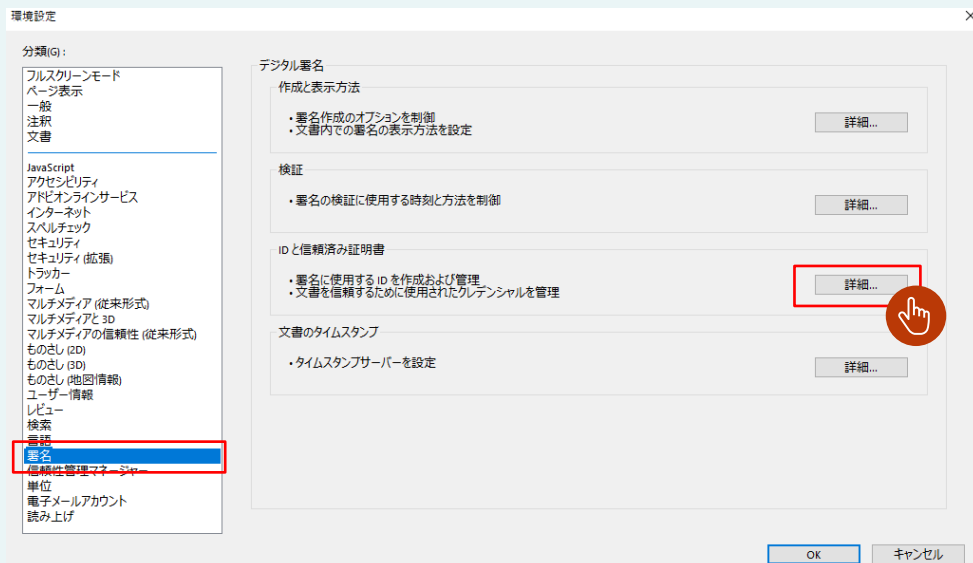 環境設定
分類(G):
フルスクリーンモード
ページ表示
一般
注釈
文書
JavaScript
アクセシビリティ
アドビオンラインサービス
インターネット
スペルチェック
セキュリティ
セキュリティ (拡張)
トラッカー
フォーム
マルチメディア (従来形式)
マルチメディアと 3D
マルチメディアの信頼性 (従来形式)
ものさし (2D)
ものさし (3D)
ものさし (地図情報)
ユーザー情報
レビュー
検索
言語
署名
信頼性管理マネージャー
単位
電子メールアカウント
読み上げ
デジタル署名
作成と表示方法
・署名作成のオプションを制御
・文書内での署名の表示方法を設定
詳細...
検証
・署名の検証に使用する時刻と方法を制御
詳細...
ID と信頼済み証明書
・署名に使用する ID を作成および管理
・文書を信頼するために使用されたクレデンシャルを管理
詳細...
文書のタイムスタンプ
・タイムスタンプサーバーを設定
詳細...
OK
キャンセル